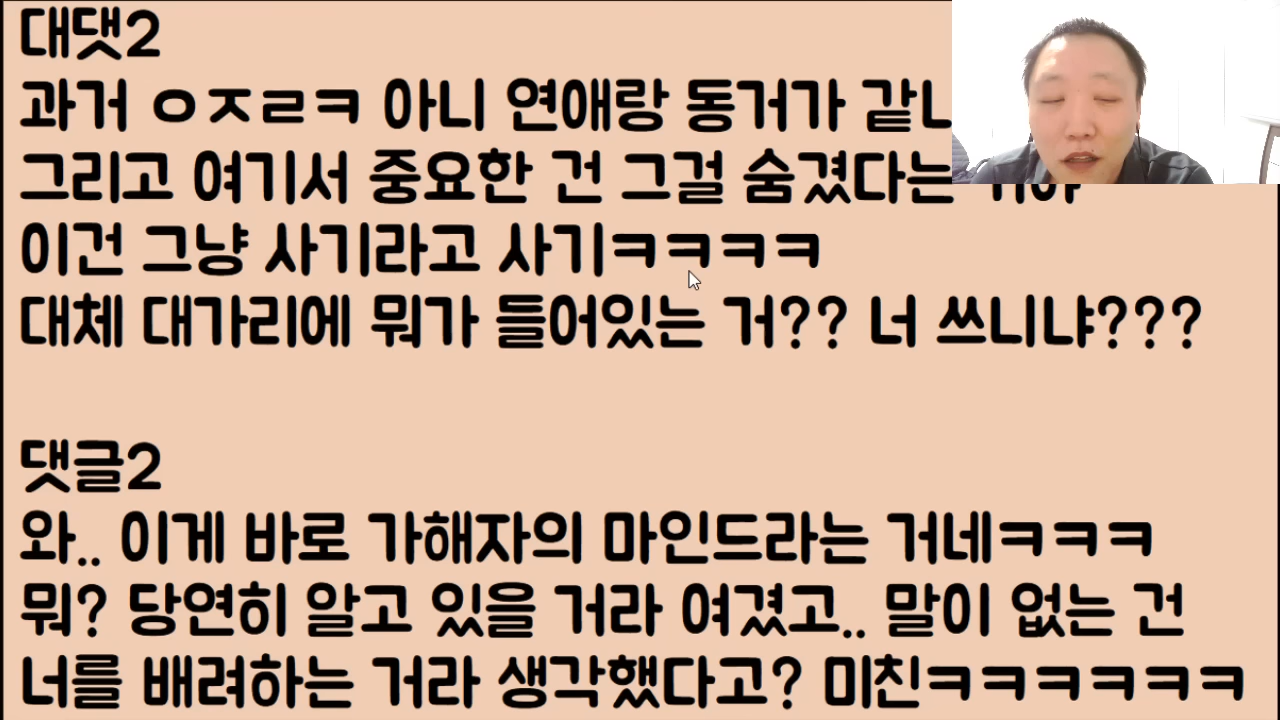 대댓2
과거 ㅇㅈㄹㅋ 아니 연애랑 동거가
그리고 여기서 중요한 건 그걸 숨겼다는
이건 그냥 사기라고 사기ㅋㅋㅋㅋ
대체 대가리에 뭐가 들어있는 거?? 너 쓰니냐???
댓글2
와.. 이게 바로 가해자의 마인드라는 거네ㅋㅋㅋ
뭐? 당연히 알고 있을 거라 여겼고.. 말이 없는 건
너를 배려하는 거라 생각했다고? 미친ㅋㅋㅋㅋㅋㅋ